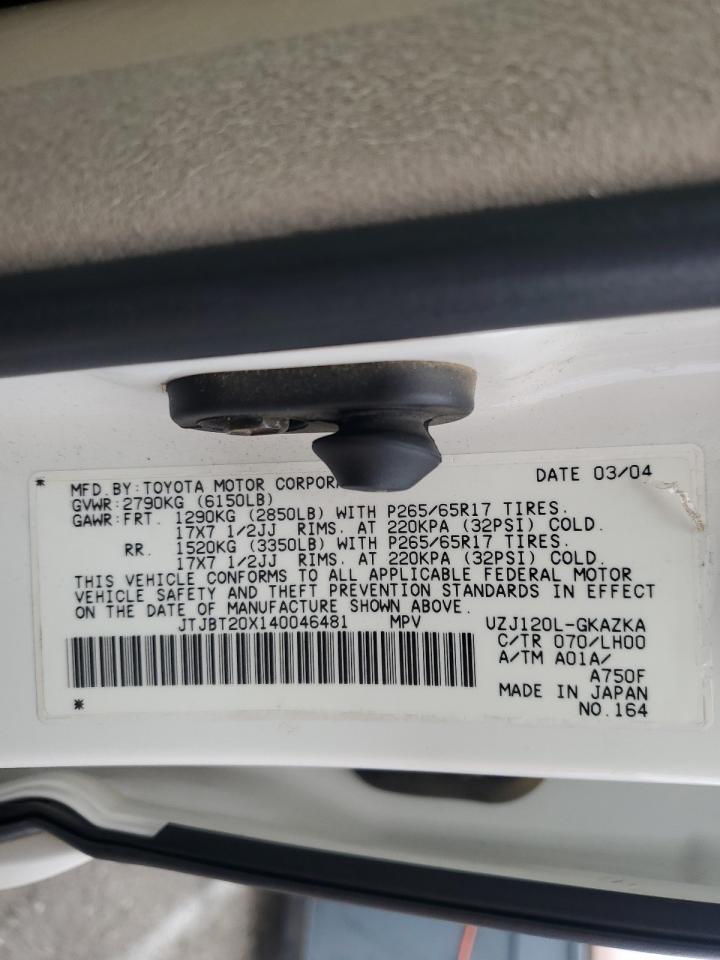 * MFD.BY:TOYOTA MOTOR DATE 03/04
GVWR:2790KG (6150LB)
GAWR:FRT. 1290KG (2850LB) WITH P265/65R17 TIRES.
17X7 1/2JJ RIMS. AT 220KPA (32PSI) COLD.
RR. 1520KG (3350LB) WITH P265/65R17 TIRES.
17X7 1/2JJ RIMS. AT 220KPA (32PSI) COLD.
THIS VEHICLE CONFORMS TO ALL APPLICABLE FEDERAL MOTOR
VEHICLE SAFETY AND THEFT PREVENTION STANDARDS IN EFFECT
ON THE DATE OF MANUFACTURE SHOWN ABOVE.
JTJBT20X140046481 MPV UZJ120L-GKAZKA
C/TR 070/LH00
A/TM A01A/
A750F
MADE IN JAPAN
* NO.164